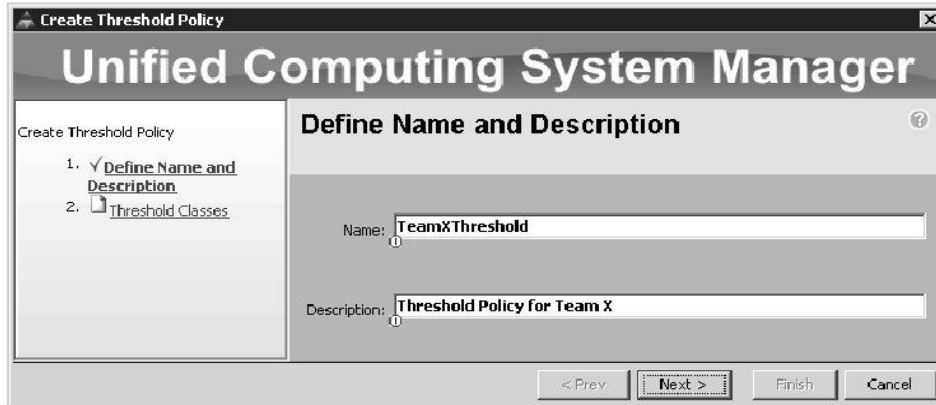 Create Threshold Policy
Unified Computing System Manager
Create Threshold Policy
1. Define Name and
Description
2. Threshold Classes
Define Name and Description
Name: TeamXThreshold
Description: Threshold Policy for Team X
< Prev Next > Finish Cancel